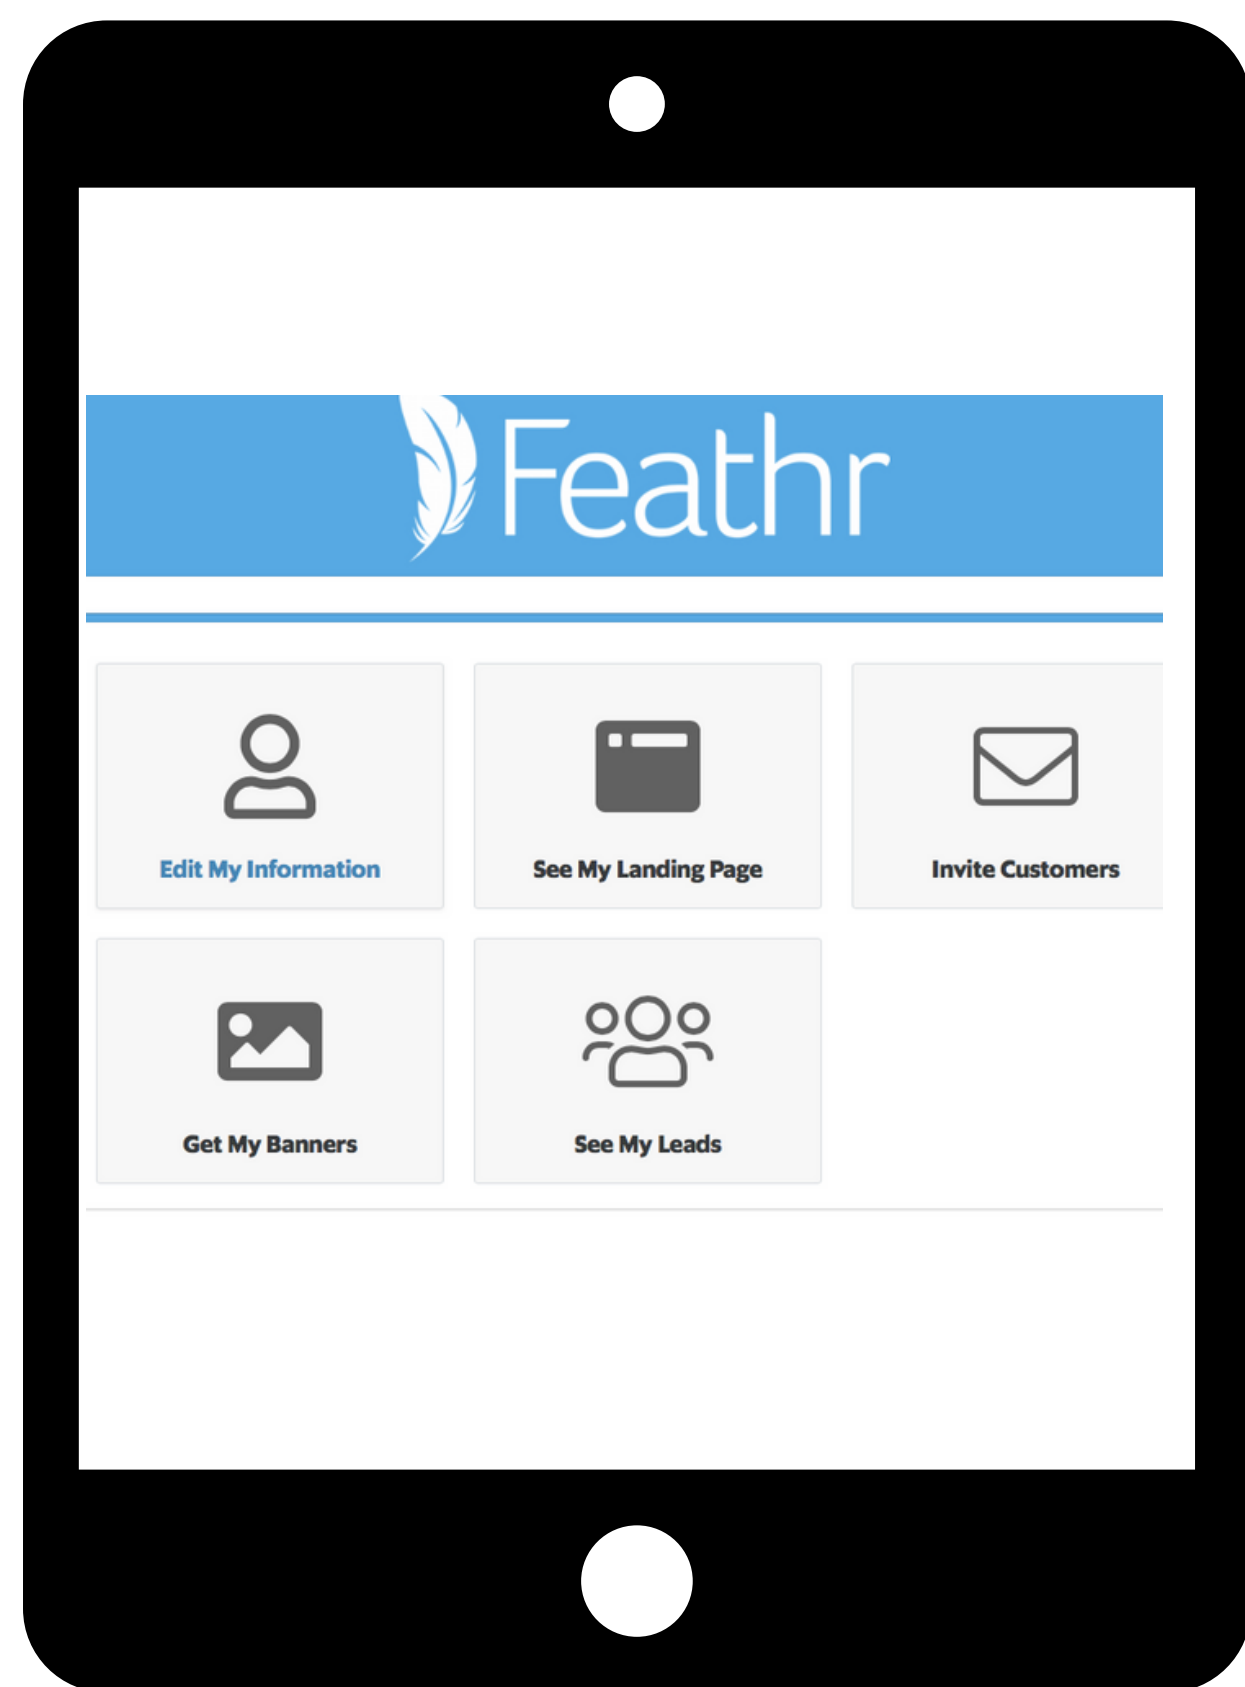 Feathr
Edit My Information
See My Landing Page
Invite Customers
Get My Banners
See My Leads